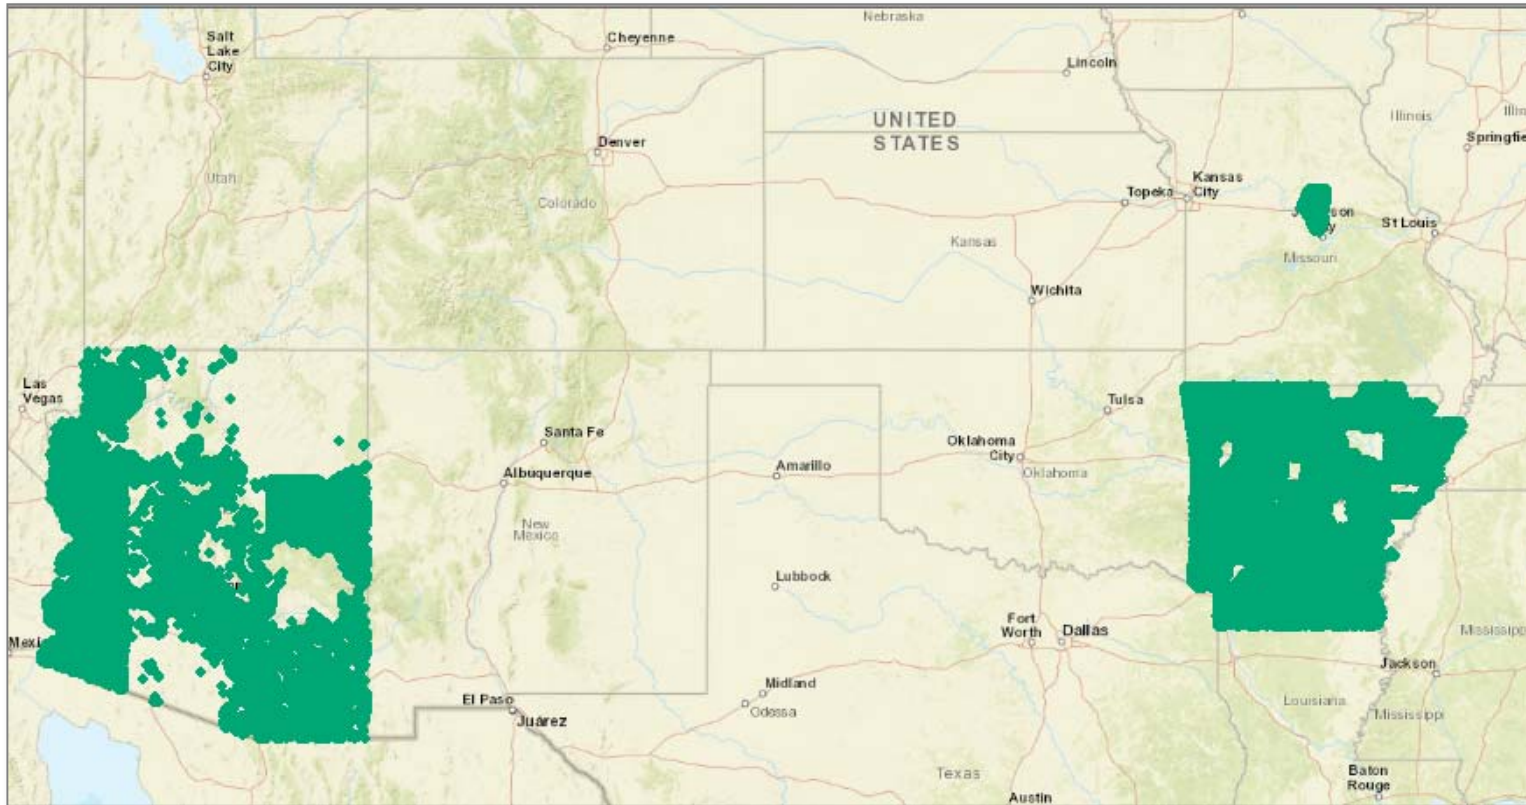 Nebraska
Salt
Lake
City
Cheyenne
Lincoln
UNITED
STATES
Illinois
Springfie
Denver
Utah
Colorado
Topeka
Kansas
City
St Louis
Kansas
Missouri
Wichita
Las
Vegas
Tulsa
Santa Fe
Albuquerque
Amarillo
Oklahoma
City
Oklahoma
New
Mexico
Lubbock
Fort
Worth
Dallas
Mexi
Mississipp
Jackson
Midland
Odessa
El Paso
Juárez
Louisiana
Mississippi
Texas
Baton
Rouge
Austin